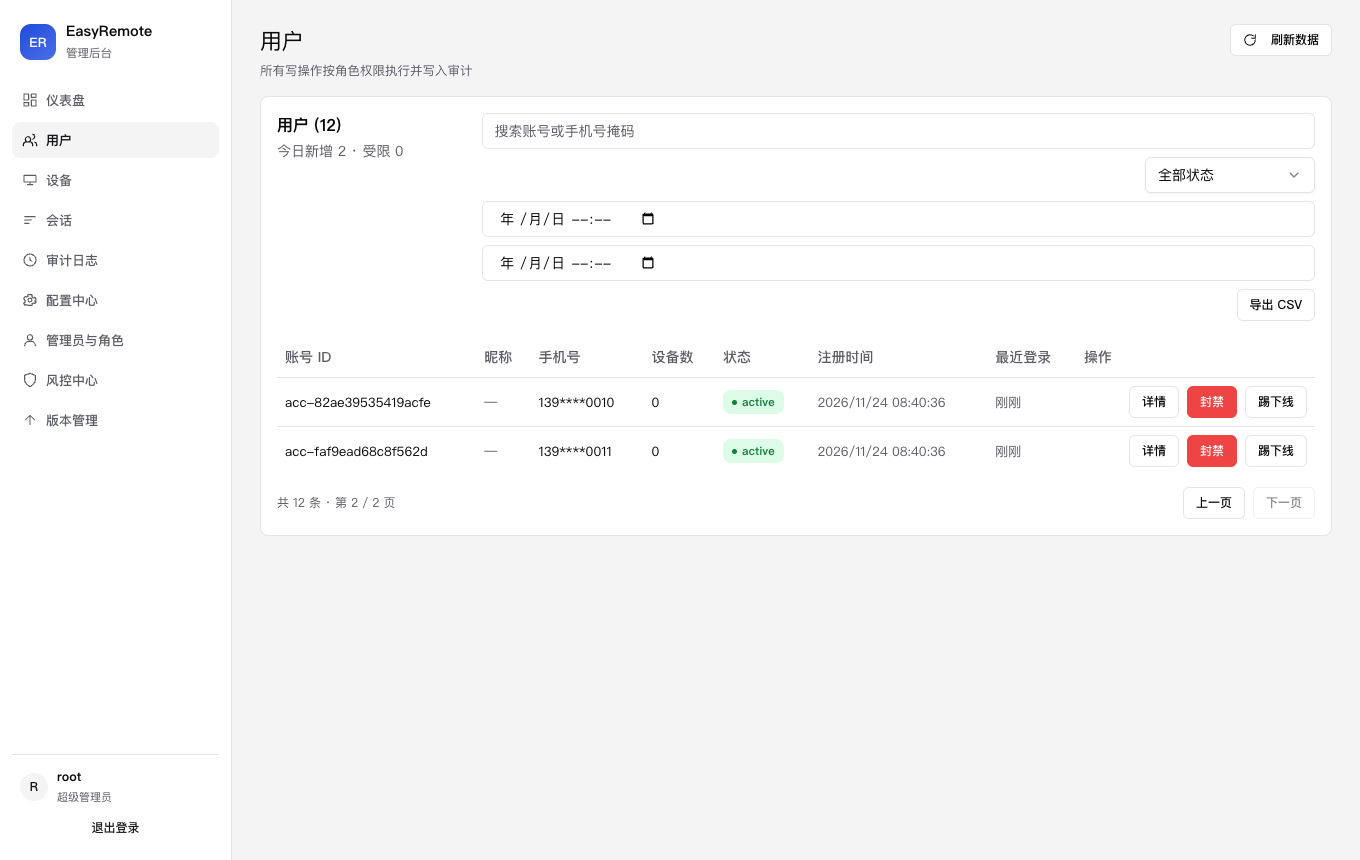 ER
EasyRemote
管理后台
仪表盘
用户
设备
会话
审计日志
配置中心
管理员与角色
风控中心
版本管理
R
root
超级管理员
退出登录
用户
所有写操作按角色权限执行并写入审计
刷新数据
用户 (12)
今日新增 2 · 受限 0
搜索账号或手机号掩码
全部状态
年 /月/日 --:--
年 /月/日 --:--
导出 CSV
账号 ID 昵称 手机号 设备数 状态 注册时间 最近登录 操作
acc-82ae39535419acfe — 139****0010 0 active 2026/11/24 08:40:36 刚刚 详情 封禁 踢下线
acc-faf9ead68c8f562d — 139****0011 0 active 2026/11/24 08:40:36 刚刚 详情 封禁 踢下线
共 12 条 · 第 2 / 2 页 上一页 下一页